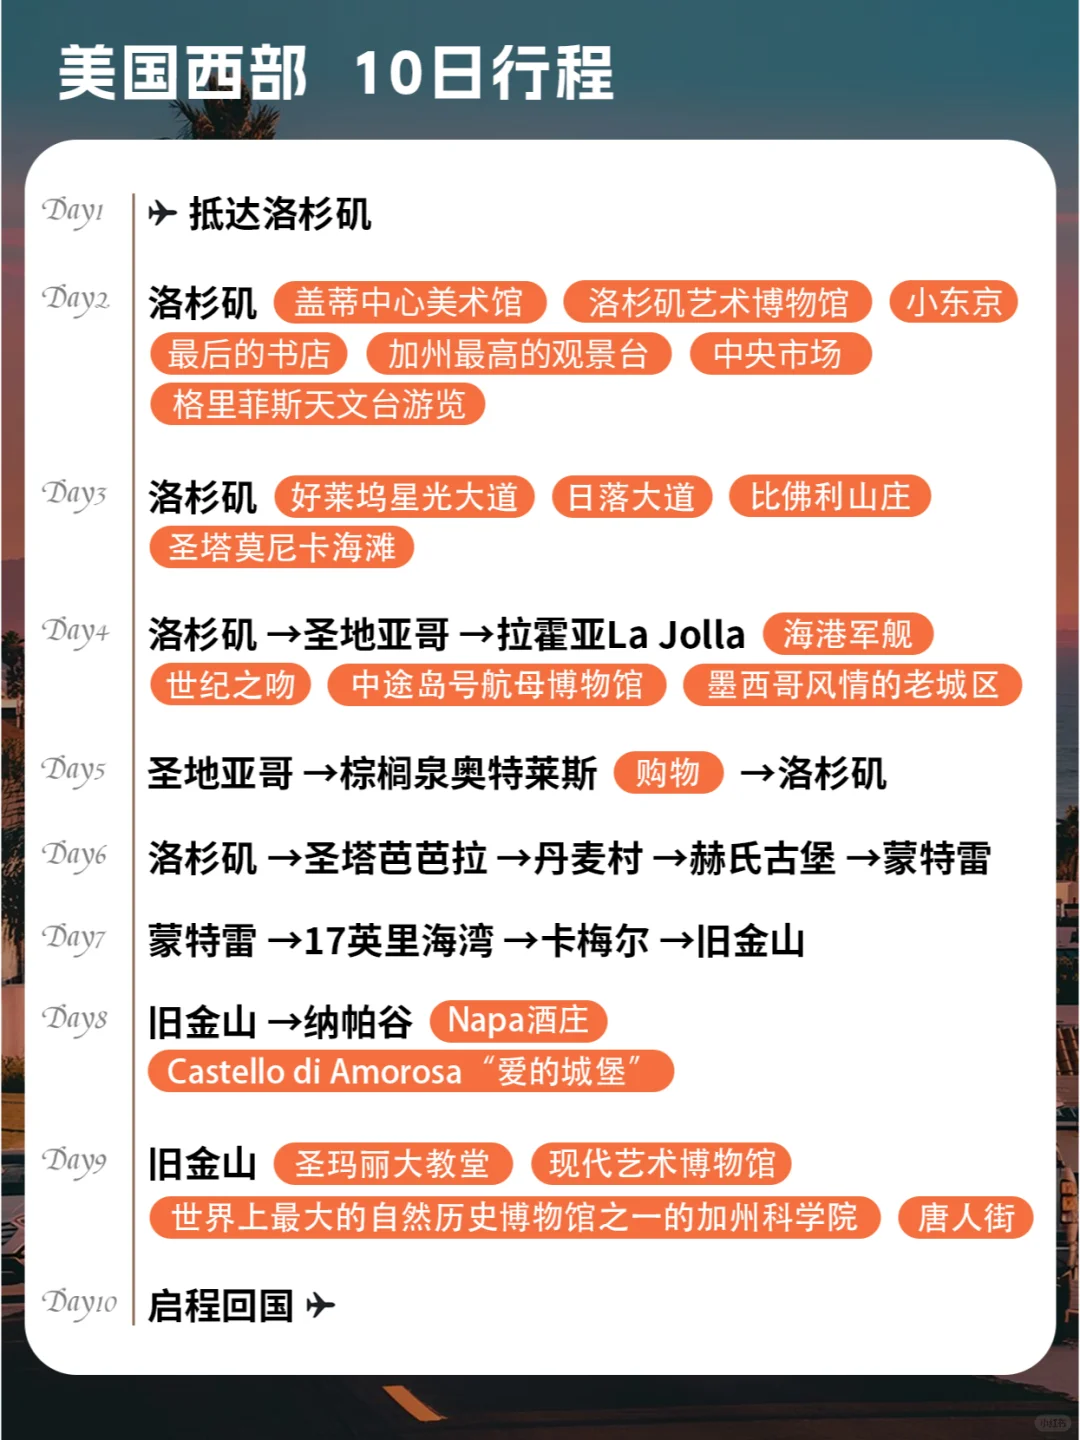 美国西部 10日行程
Day1 抵达洛杉矶
Day2 洛杉矶 盖蒂中心美术馆 洛杉矶艺术博物馆 小东京
最后的书店 加州最高的观景台 中央市场
格里菲斯天文台游览
Day3 洛杉矶 好莱坞星光大道 日落大道 比佛利山庄
圣塔莫尼卡海滩
Day4 洛杉矶→圣地亚哥→拉霍亚La Jolla 海港军舰
世纪之吻 中途岛号航母博物馆 墨西哥风情的老城区
Day5 圣地亚哥→棕榈泉奥特莱斯 购物 →洛杉矶
Day6 洛杉矶→圣塔芭芭拉→丹麦村→赫氏古堡→蒙特雷
Day7 蒙特雷→17英里海湾→卡梅尔→旧金山
Day8 旧金山→纳帕谷 Napa酒庄
Castello di Amorosa“爱的城堡”
Day9 旧金山 圣玛丽大教堂 现代艺术博物馆
世界上最大的自然历史博物馆之一的加州科学院 唐人街
Day10 启程回国
小红书